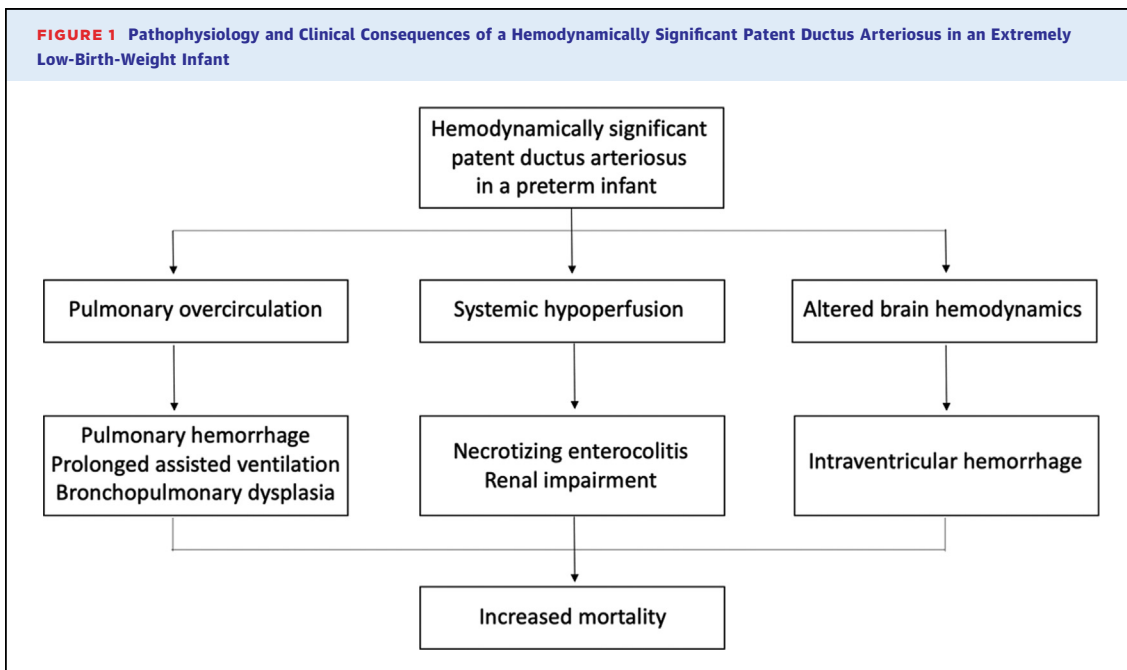 FIGURE 1 Pathophysiology and Clinical Consequences of a Hemodynamically Significant Patent Ductus Arteriosus in an Extremely
Low-Birth-Weight Infant
Hemodynamically significant
patent ductus arteriosus
in a preterm infant
Pulmonary overcirculation
Systemic hypoperfusion
Altered brain hemodynamics
Pulmonary hemorrhage
Prolonged assisted ventilation
Bronchopulmonary dysplasia
Necrotizing enterocolitis
Renal impairment
Intraventricular hemorrhage
Increased mortality